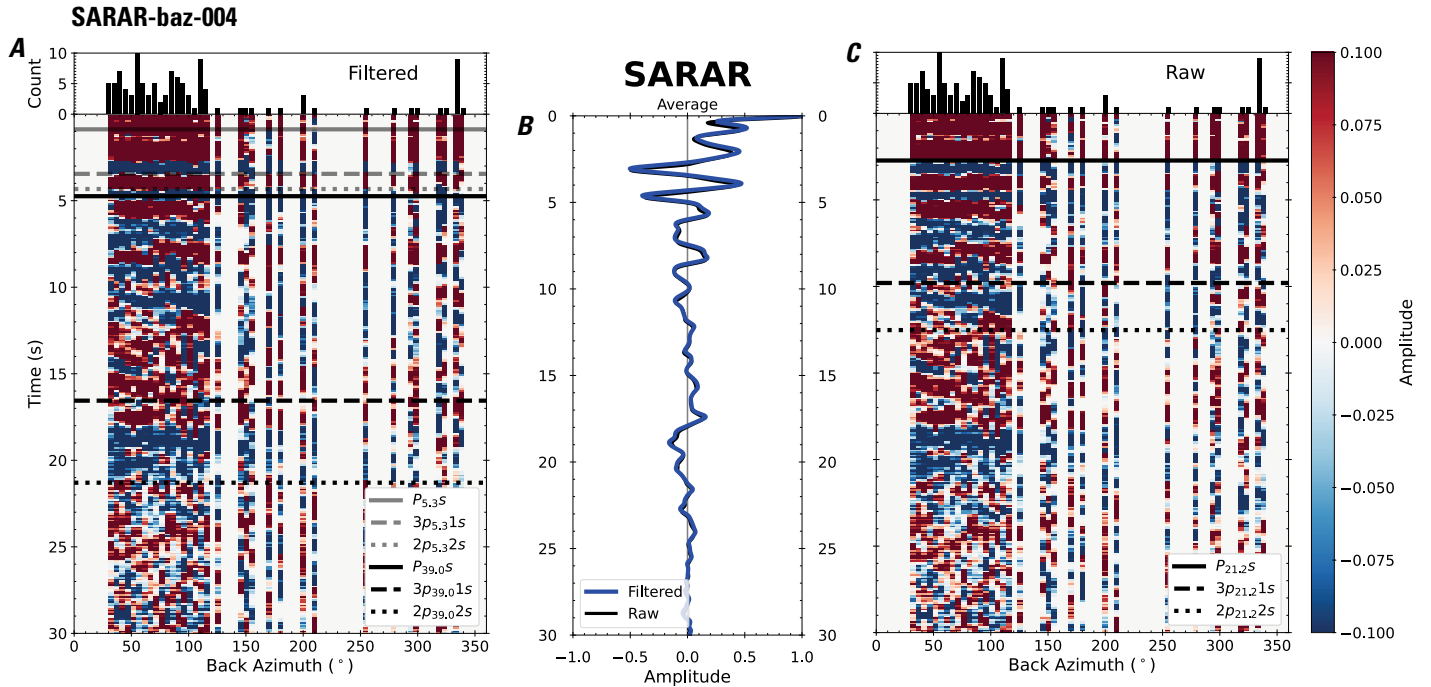 SARAR-baz-004
A
10
5
0
Count
Filtered
0
5
10
15
20
25
30
Time (s)
P5.3s
3p5.31s
2p5.32s
P39.0s
3p39.01s
2p39.02s
0 50 100 150 200 250 300 350
Back Azimuth (°)
SARAR
Average
B
0 0
5 5
10 10
15 15
20 20
25 25
30 30
Filtered
Raw
−1.0 −0.5 0.0 0.5 1.0
Amplitude
C
Raw
P21.2s
3p21.21s
2p21.22s
0 50 100 150 200 250 300 350
Back Azimuth (°)
0.100
0.075
0.050
0.025
0.000
−0.025
−0.050
−0.075
−0.100
Amplitude